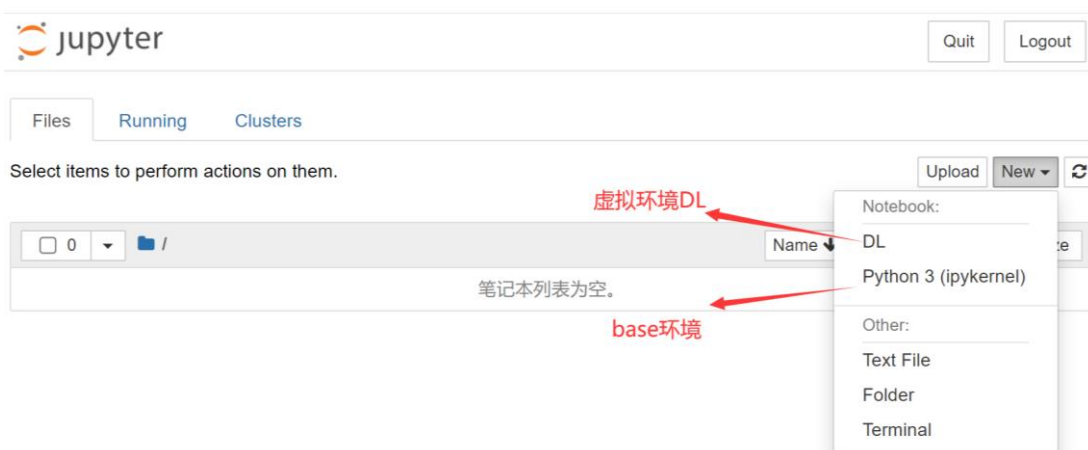 jupyter
Quit
Logout
Files
Running
Clusters
Select items to perform actions on them.
Upload
New
虚拟环境DL
Notebook:
0
/
Name
DL
ze
Python 3 (ipykernel)
笔记本列表为空。
base环境
Other:
Text File
Folder
Terminal